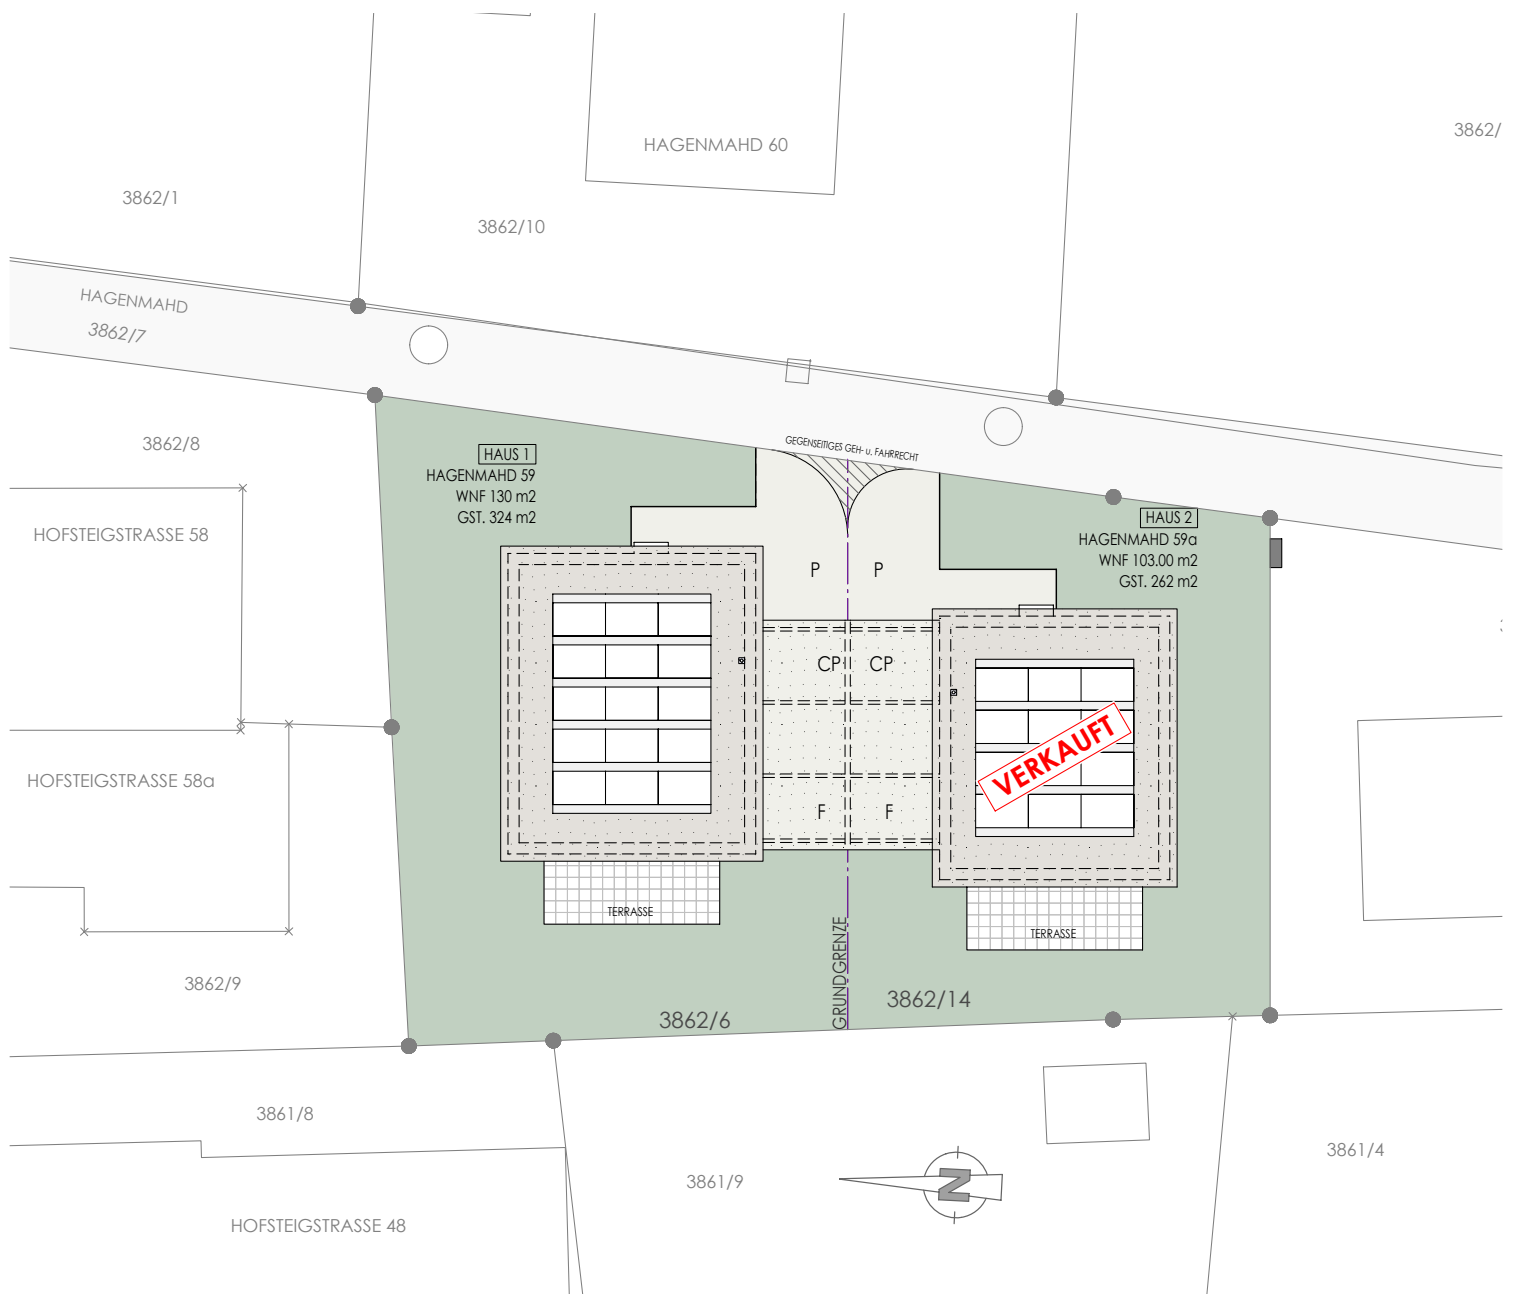 HAGENMAHD 60
3862/
3862/1
3862/10
HAGENMAHD
3862/7
3862/8
GEGENSEITIGES GEH- u. FAHRRECHT
HAUS 1
HAGENMAHD 59
WNF 130 m2
GST. 324 m2
HAUS 2
HAGENMAHD 59a
WNF 103.00 m2
GST. 262 m2
HOFSTEIGSTRASSE 58
P P
CP CP
VERKAUFT
HOFSTEIGSTRASSE 58a
F F
TERRASSE
TERRASSE
GRUNDGRENZE
3862/9
3862/14
3862/6
3861/8
3861/4
3861/9
N
HOFSTEIGSTRASSE 48